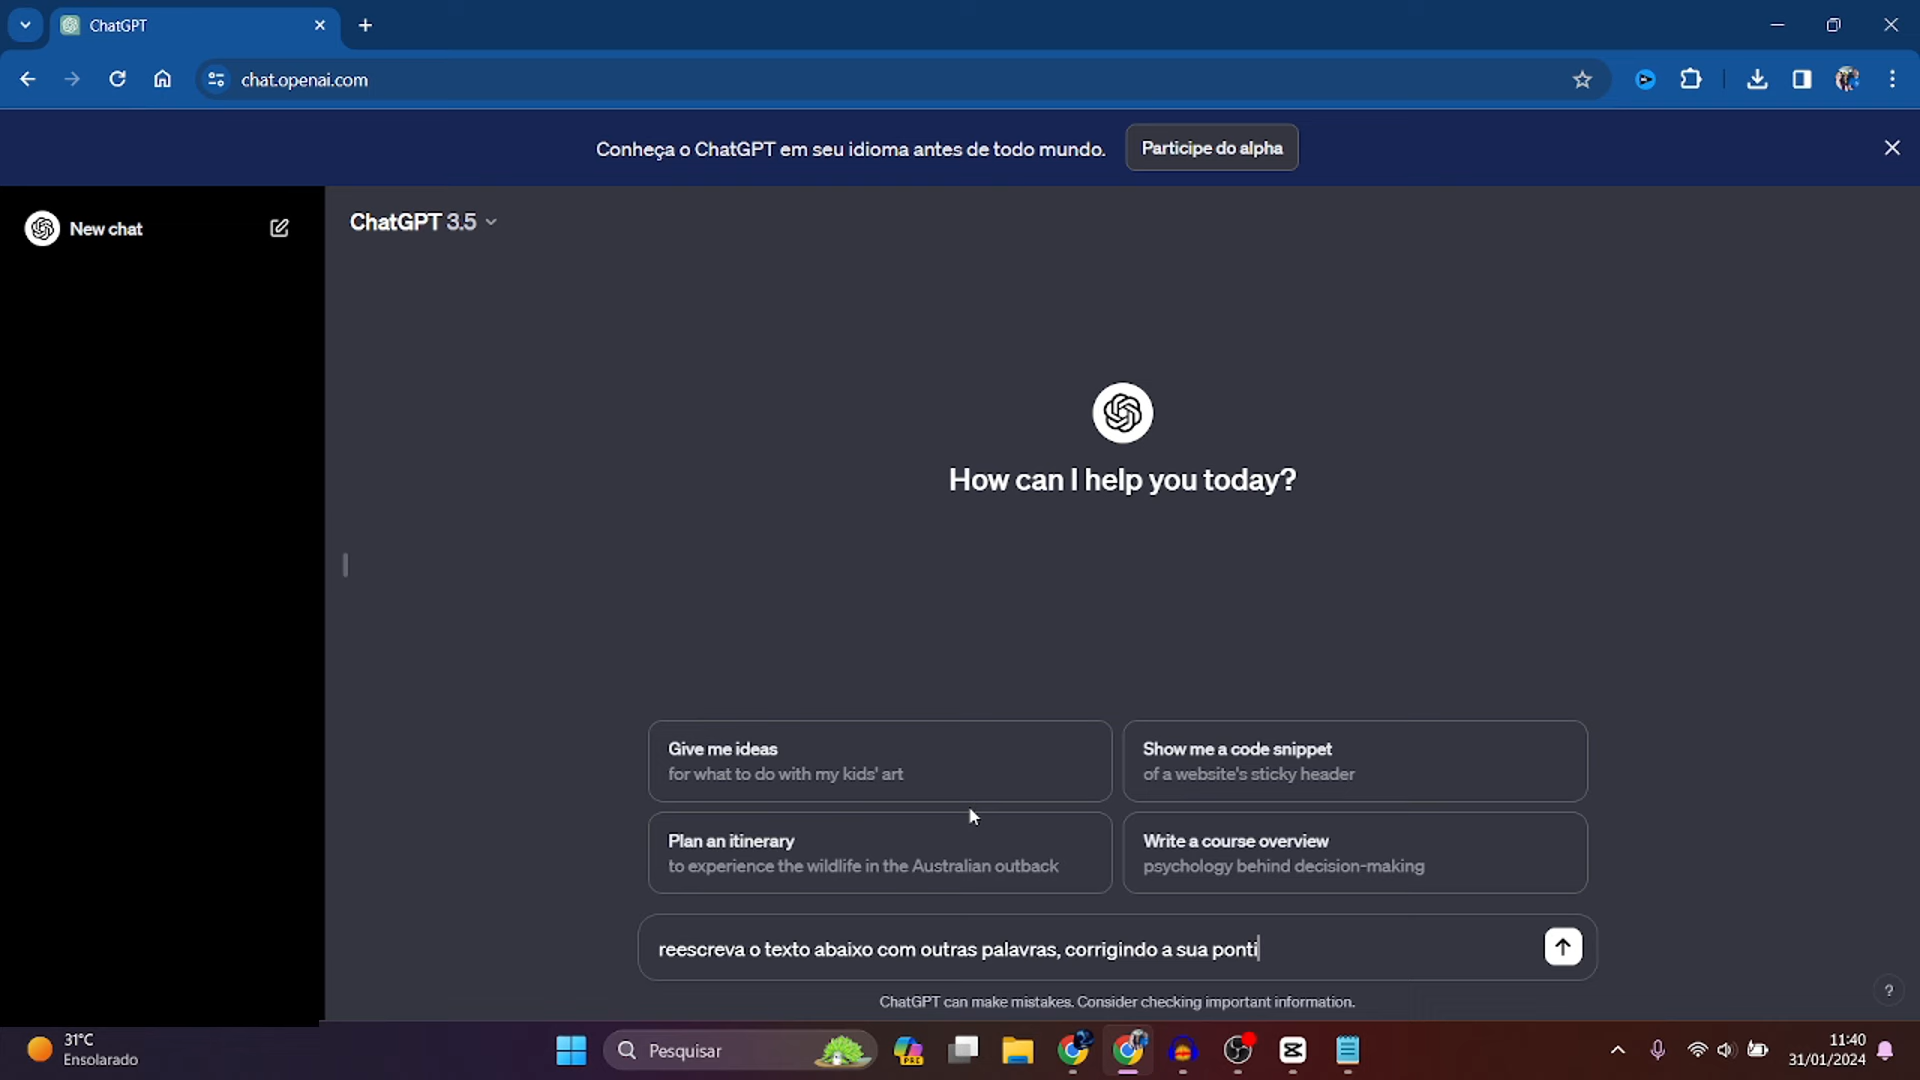 ChatGPT
chat.openai.com
Conheça o ChatGPT em seu idioma antes de todo mundo.
Participe do alpha
New chat
ChatGPT 3.5
How can I help you today?
Give me ideas
for what to do with my kids' art
Show me a code snippet
of a website's sticky header
Plan an itinerary
to experience the wildlife in the Australian outback
Write a course overview
psychology behind decision-making
reescreva o texto abaixo com outras palavras, corrigindo a sua ponti
ChatGPT can make mistakes. Consider checking important information.
?
31°C
Ensolarado
Pesquisar
PRE
11:40
31/01/2024